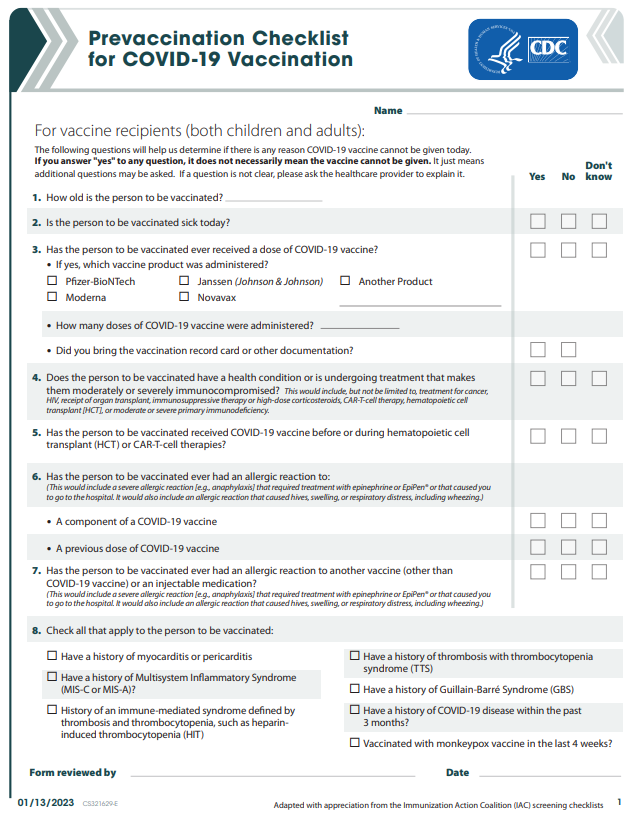 Prevaccination Checklist
for COVID-19 Vaccination
CDC
Name
For vaccine recipients (both children and adults):
The following questions will help us determine if there is any reason COVID-19 vaccine cannot be given today.
If you answer "yes" to any question, it does not necessarily mean the vaccine cannot be given. It just means
additional questions may be asked. If a question is not clear, please ask the healthcare provider to explain it.
Yes No Don't know
1. How old is the person to be vaccinated?
2. Is the person to be vaccinated sick today?
3. Has the person to be vaccinated ever received a dose of COVID-19 vaccine?
• If yes, which vaccine product was administered?
Pfizer-BioNTech Janssen (Johnson & Johnson) Another Product
Moderna Novavax
• How many doses of COVID-19 vaccine were administered?
• Did you bring the vaccination record card or other documentation?
4. Does the person to be vaccinated have a health condition or is undergoing treatment that makes
them moderately or severely immunocompromised? This would include, but not be limited to, treatment for cancer,
HIV, receipt of organ transplant, immunosuppressive therapy or high-dose corticosteroids, CAR-T-cell therapy, hematopoietic cell
transplant [HCT], or moderate or severe primary immunodeficiency.
5. Has the person to be vaccinated received COVID-19 vaccine before or during hematopoietic cell
transplant (HCT) or CAR-T-cell therapies?
6. Has the person to be vaccinated ever had an allergic reaction to:
(This would include a severe allergic reaction [e.g., anaphylaxis] that required treatment with epinephrine or EpiPen® or that caused you
to go to the hospital. It would also include an allergic reaction that caused hives, swelling, or respiratory distress, including wheezing.)
• A component of a COVID-19 vaccine
• A previous dose of COVID-19 vaccine
7. Has the person to be vaccinated ever had an allergic reaction to another vaccine (other than
COVID-19 vaccine) or an injectable medication?
(This would include a severe allergic reaction [e.g., anaphylaxis] that required treatment with epinephrine or EpiPen® or that caused you
to go to the hospital. It would also include an allergic reaction that caused hives, swelling, or respiratory distress, including wheezing.)
8. Check all that apply to the person to be vaccinated:
Have a history of myocarditis or pericarditis
Have a history of Multisystem Inflammatory Syndrome
(MIS-C or MIS-A)?
History of an immune-mediated syndrome defined by
thrombosis and thrombocytopenia, such as heparin-
induced thrombocytopenia (HIT)
Have a history of thrombosis with thrombocytopenia
syndrome (TTS)
Have a history of Guillain-Barré Syndrome (GBS)
Have a history of COVID-19 disease within the past
3 months?
Vaccinated with monkeypox vaccine in the last 4 weeks?
Form reviewed by Date
01/13/2023 CS321629-E Adapted with appreciation from the Immunization Action Coalition (IAC) screening checklists 1